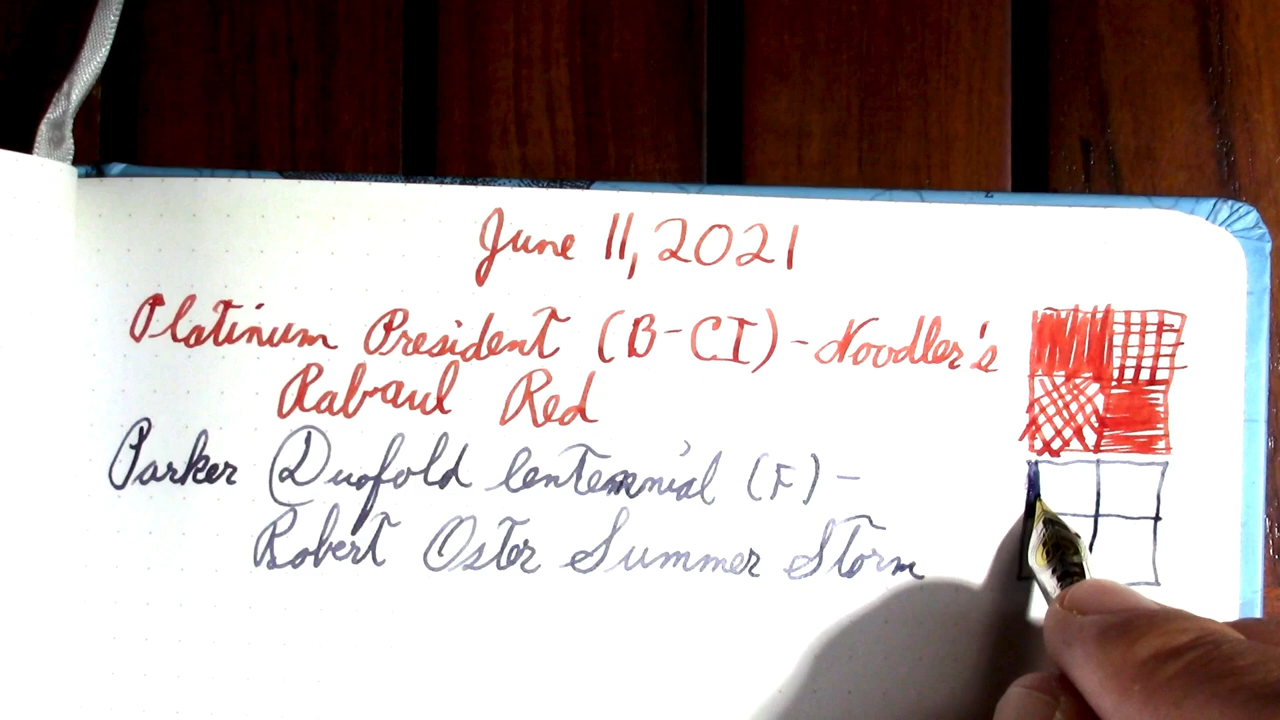 June 11, 2021
Platinum President (B-CI) - Noodler's
Rabaul Red
Parker Duofold Centennial (F) -
Robert Oster Summer Storm